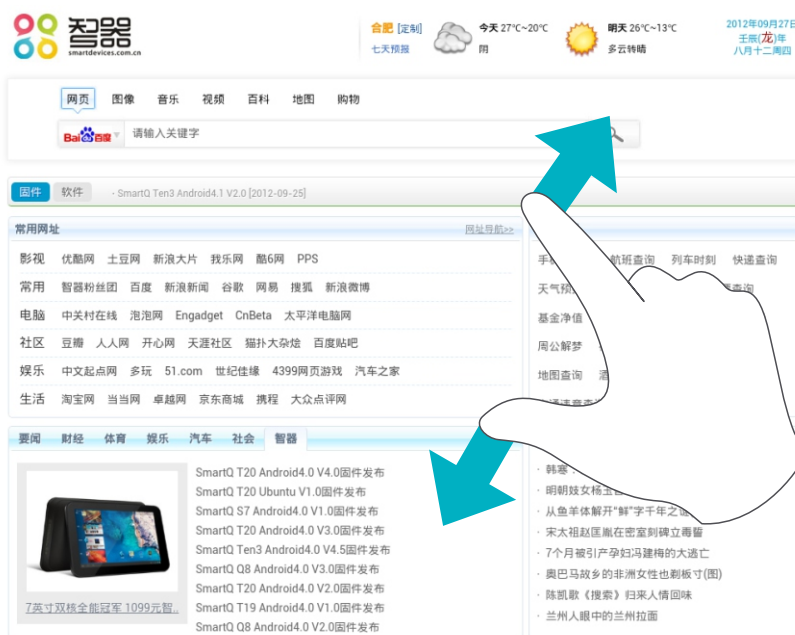 智器
smartdevices.com.cn
合肥 [定制]
七天预报
今天 27℃~20℃
阴
明天 26℃~13℃
多云转晴
2012年09月27日
壬辰(龙)年
八月十二周四
网页 图像 音乐 视频 百科 地图 购物
Bai百度 请输入关键字
固件 软件 · SmartQ Ten3 Android4.1 V2.0 [2012-09-25]
常用网址 网址导航>>
影视 优酷网 土豆网 新浪大片 我乐网 酷6网 PPS
常用 智器粉丝团 百度 新浪新闻 谷歌 网易 搜狐 新浪微博
电脑 中关村在线 泡泡网 Engadget CnBeta 太平洋电脑网
社区 豆瓣 人人网 开心网 天涯社区 猫扑大杂烩 百度贴吧
娱乐 中文起点网 多玩 51.com 世纪佳缘 4399网页游戏 汽车之家
生活 淘宝网 当当网 卓越网 京东商城 携程 大众点评网
航班查询 列车时刻 快递查询
天气预
基金净值
周公解梦
地图查询
要闻 财经 体育 娱乐 汽车 社会 智器
SmartQ T20 Android4.0 V4.0固件发布
SmartQ T20 Ubuntu V1.0固件发布
SmartQ S7 Android4.0 V1.0固件发布
SmartQ T20 Android4.0 V3.0固件发布
SmartQ Ten3 Android4.0 V4.5固件发布
SmartQ Q8 Android4.0 V3.0固件发布
SmartQ T20 Android4.0 V2.0固件发布
SmartQ T19 Android4.0 V1.0固件发布
SmartQ Q8 Android4.0 V2.0固件发布
7英寸双核全能冠军 1099元智..
· 韩寒
· 明朝妓女杨玉
· 从鱼羊体解开"鲜"字千年之谜
· 宋太祖赵匡胤在密室刻碑立毒誓
· 7个月被引产孕妇冯建梅的大逃亡
· 奥巴马故乡的非洲女性也剃板寸(图)
· 陈凯歌《搜索》归来人情回味
· 兰州人眼中的兰州拉面